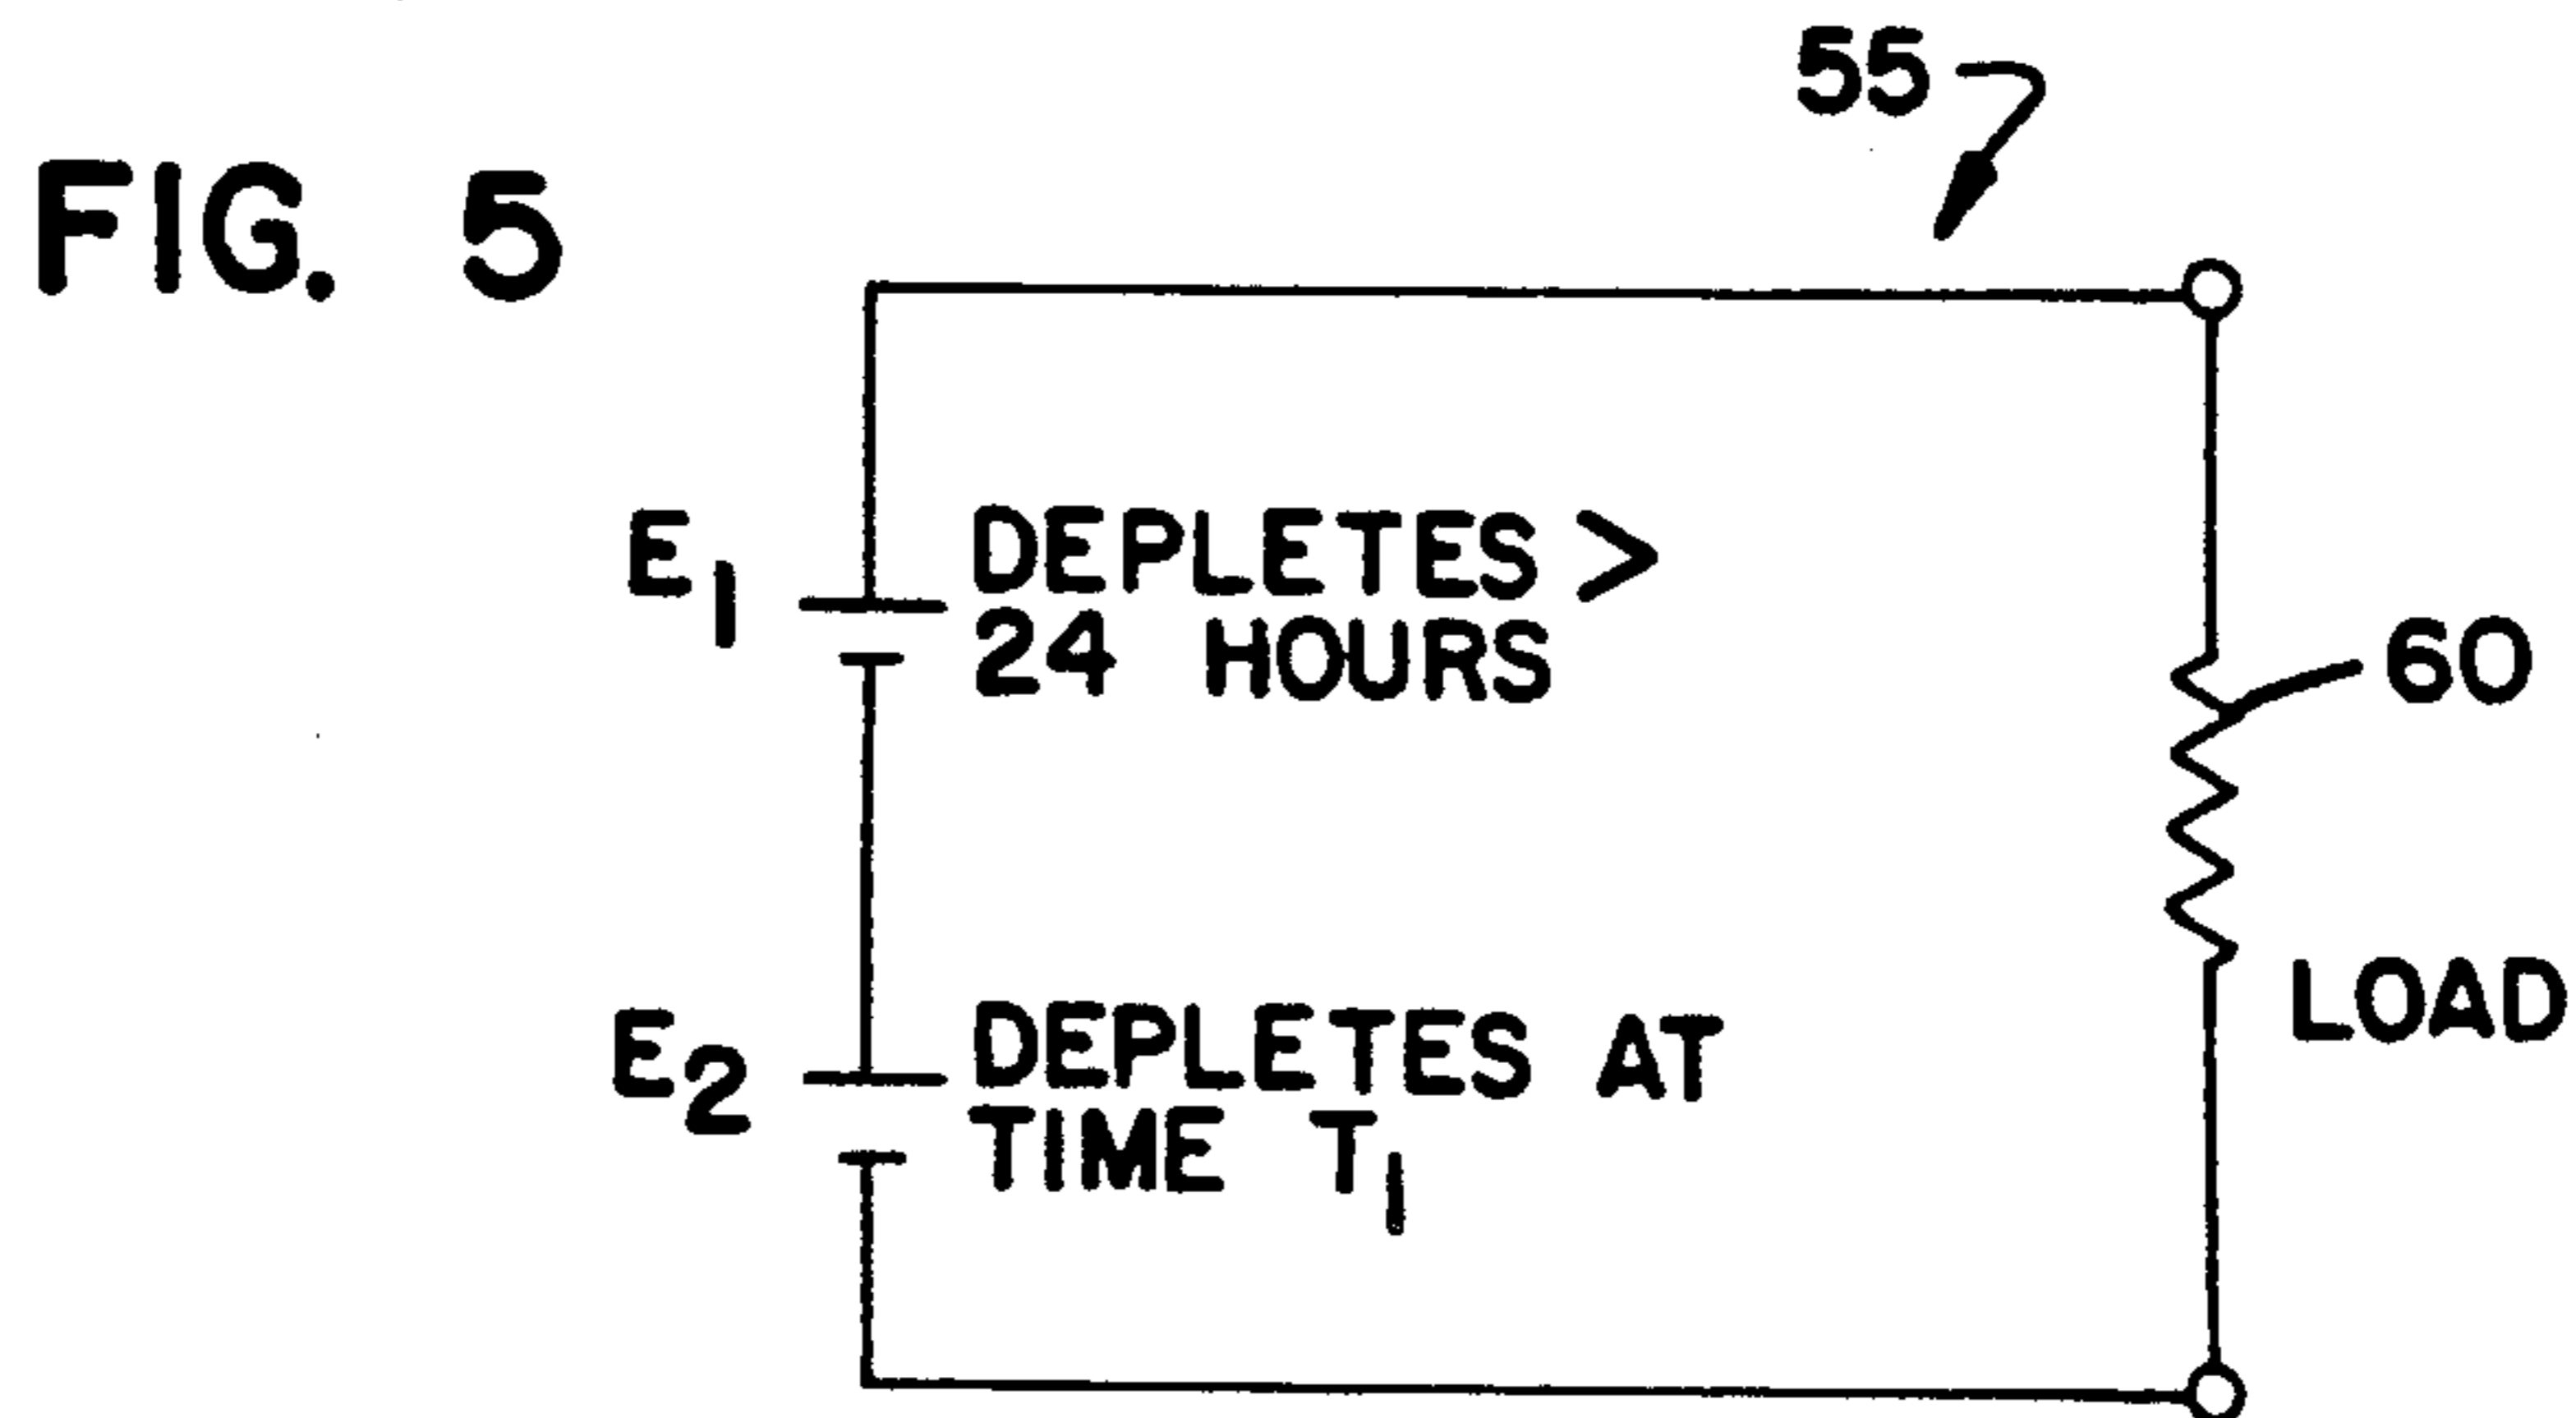 55
FIG. 5
E1 DEPLETES >
24 HOURS
60
LOAD
E2 DEPLETES AT
TIME T1